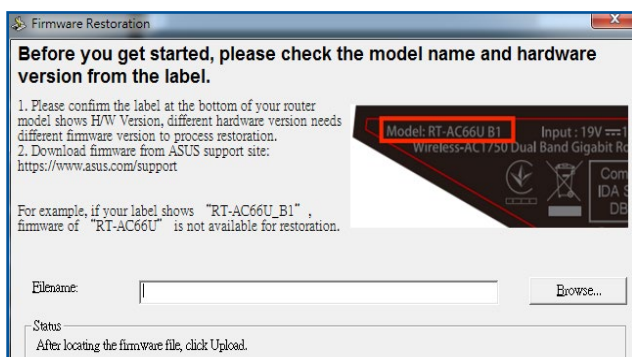 Firmware Restoration
Before you get started, please check the model name and hardware
version from the label.
1. Please confirm the label at the bottom of your router
model shows H/W Version, different hardware version needs
different firmware version to process restoration.
2. Download firmware from ASUS support site:
https://www.asus.com/support
For example, if your label shows “RT-AC66U_B1”,
firmware of “RT-AC66U” is not available for restoration.
Model: RT-AC66U B1 Input : 19V
Wireless-AC1750 Dual Band Gigabit Ro
Com
IDA S
DB
Filename:
Browse...
Status
After locating the firmware file, click Upload.